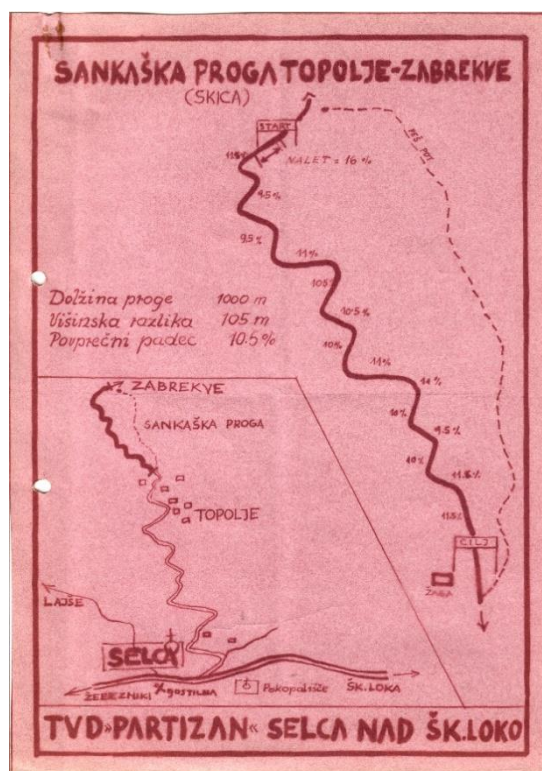 SANKAŠKA PROGA TOPOLJE-ZABREKVE
(SKICA)
START
PEŠ POT
NALET = 16 %
11.5%
9.5 %
9.5 %
11%
10.5%
10.5 %
10%
11%
11 %
10%
9.5 %
10%
11.5%
11.5%
CILJ
ŽAGA
Dolžina proge 1000 m
Višinska razlika 105 m
Povprečni padec 10.5 %
ZABREKVE
SANKAŠKA PROGA
TOPOLJE
LAJŠE
SELCA
ŽELEZNIKI
GOSTILNA
Pokopališče
ŠK.LOKA
TVD»PARTIZAN« SELCA NAD ŠK.LOKO